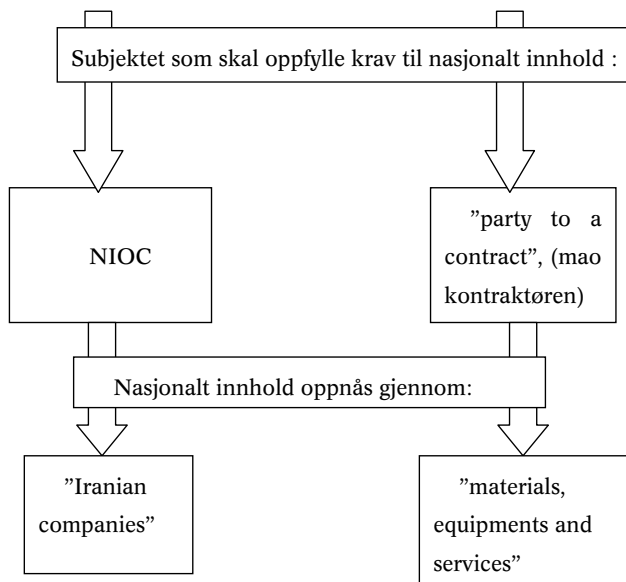 Subjektet som skal oppfylle krav til nasjonalt innhold :
NIOC
”party to a
contract”, (mao
kontraktøren)
Nasjonalt innhold oppnås gjennom:
”Iranian
companies”
”materials,
equipments and
services”